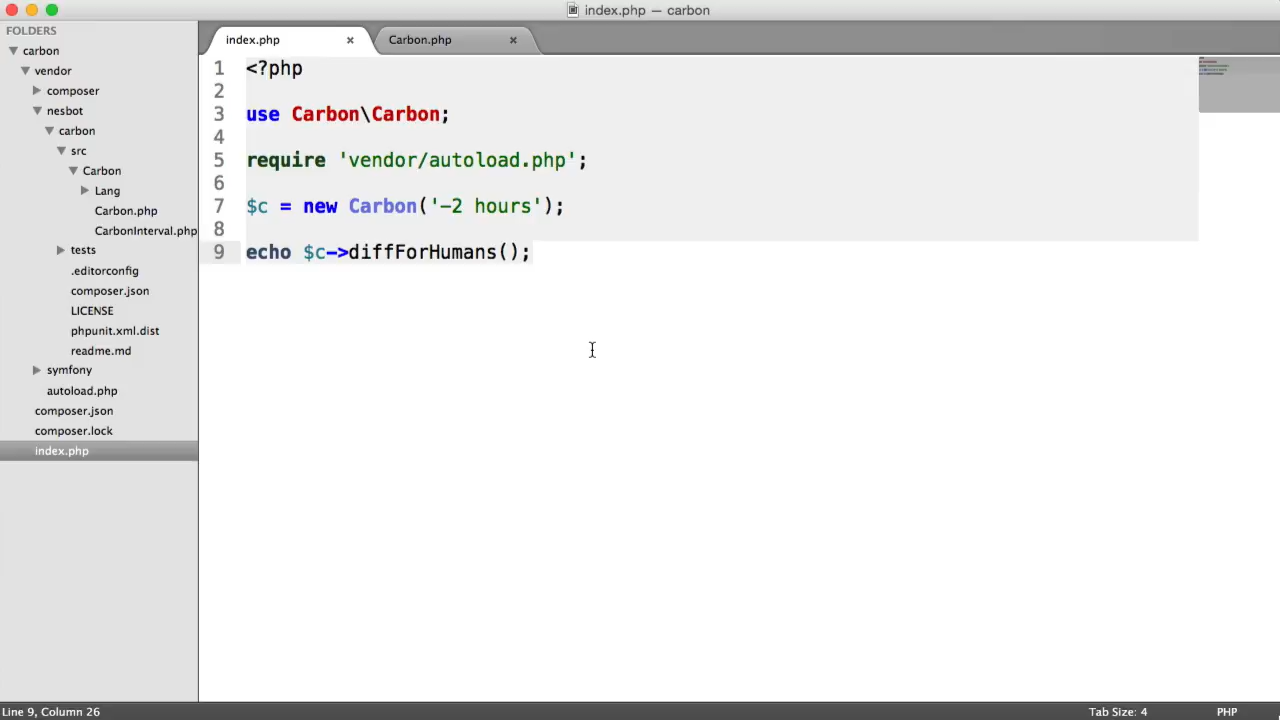 index.php — carbon
FOLDERS
carbon
vendor
composer
nesbot
carbon
src
Carbon
Lang
Carbon.php
CarbonInterval.php
tests
.editorconfig
composer.json
LICENSE
phpunit.xml.dist
readme.md
symfony
autoload.php
composer.json
composer.lock
index.php
index.php × Carbon.php ×
1 <?php
2
3 use Carbon\Carbon;
4
5 require 'vendor/autoload.php';
6
7 $c = new Carbon('-2 hours');
8
9 echo $c->diffForHumans();
Line 9, Column 26 Tab Size: 4 PHP